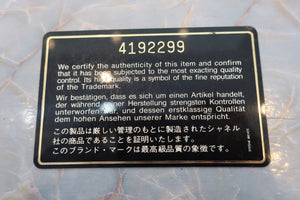 4192299
We certify the authenticity of this item and confirm
that it has been subjected to the most exacting quality
control. Its high quality is a symbol of the fine reputation
of the Trademark.
Wir bestätigen, dass es sich um einen Artikel handelt,
der während seiner Herstellung strengsten Kontrollen
unterworfen war, und dessen erstklassige Qualität
dem hohen Ansehen unserer Marke entspricht.
この製品は厳しい管理のもとに製造されたシャネル
社の商品であることを証明いたします。
このブランド・マークは最高級品質の象徴です。